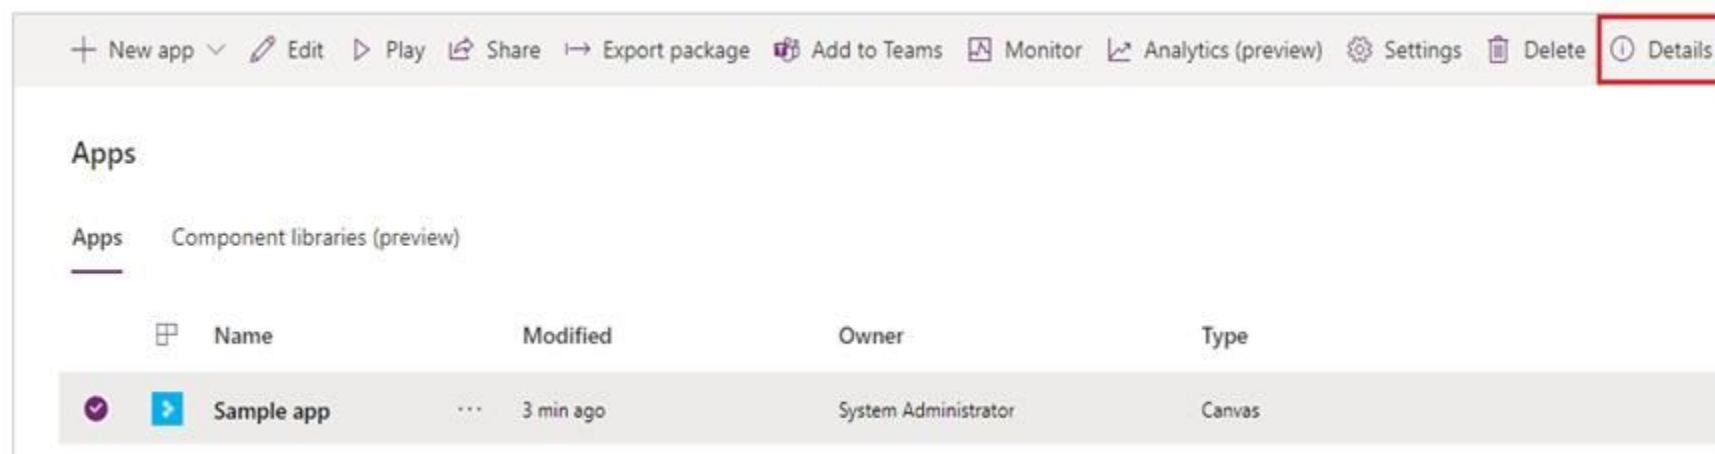 New app Edit Play Share Export package Add to Teams Monitor Analytics (preview) Settings Delete Details
Apps
Apps Component libraries (preview)
Name Modified Owner Type
Sample app ... 3 min ago System Administrator Canvas